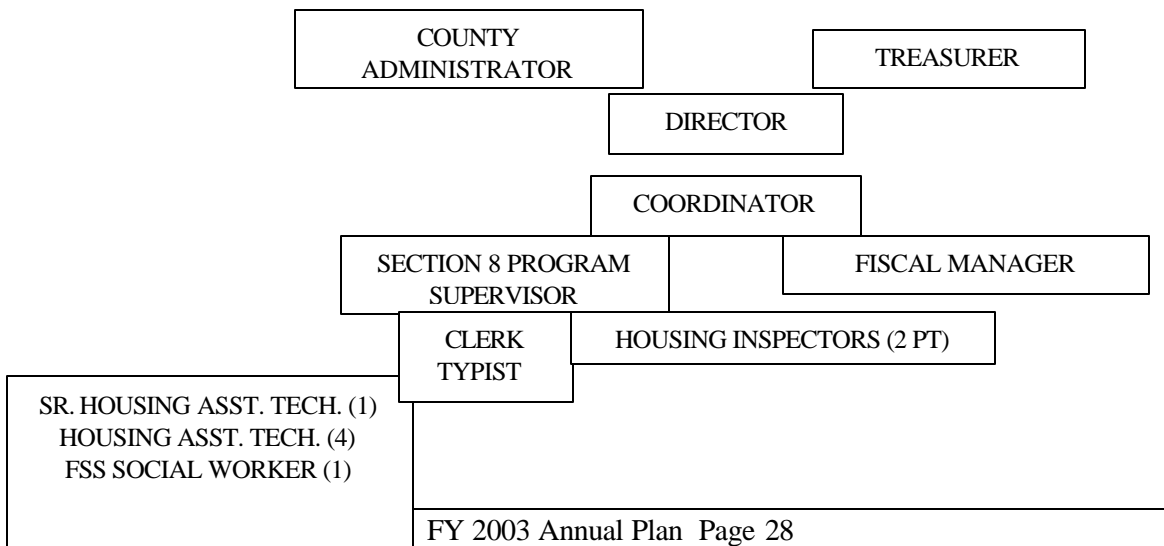 COUNTY
ADMINISTRATOR
TREASURER
DIRECTOR
COORDINATOR
SECTION 8 PROGRAM
SUPERVISOR
FISCAL MANAGER
CLERK
TYPIST
HOUSING INSPECTORS (2 PT)
SR. HOUSING ASST. TECH. (1)
HOUSING ASST. TECH. (4)
FSS SOCIAL WORKER (1)
FY 2003 Annual Plan Page 28